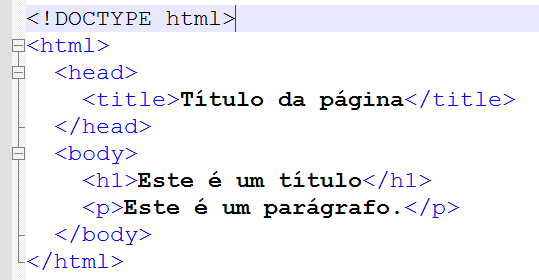 <!DOCTYPE html>
<html>
<head>
<title>Título da página</title>
</head>
<body>
<h1>Este é um título</h1>
<p>Este é um parágrafo.</p>
</body>
</html>